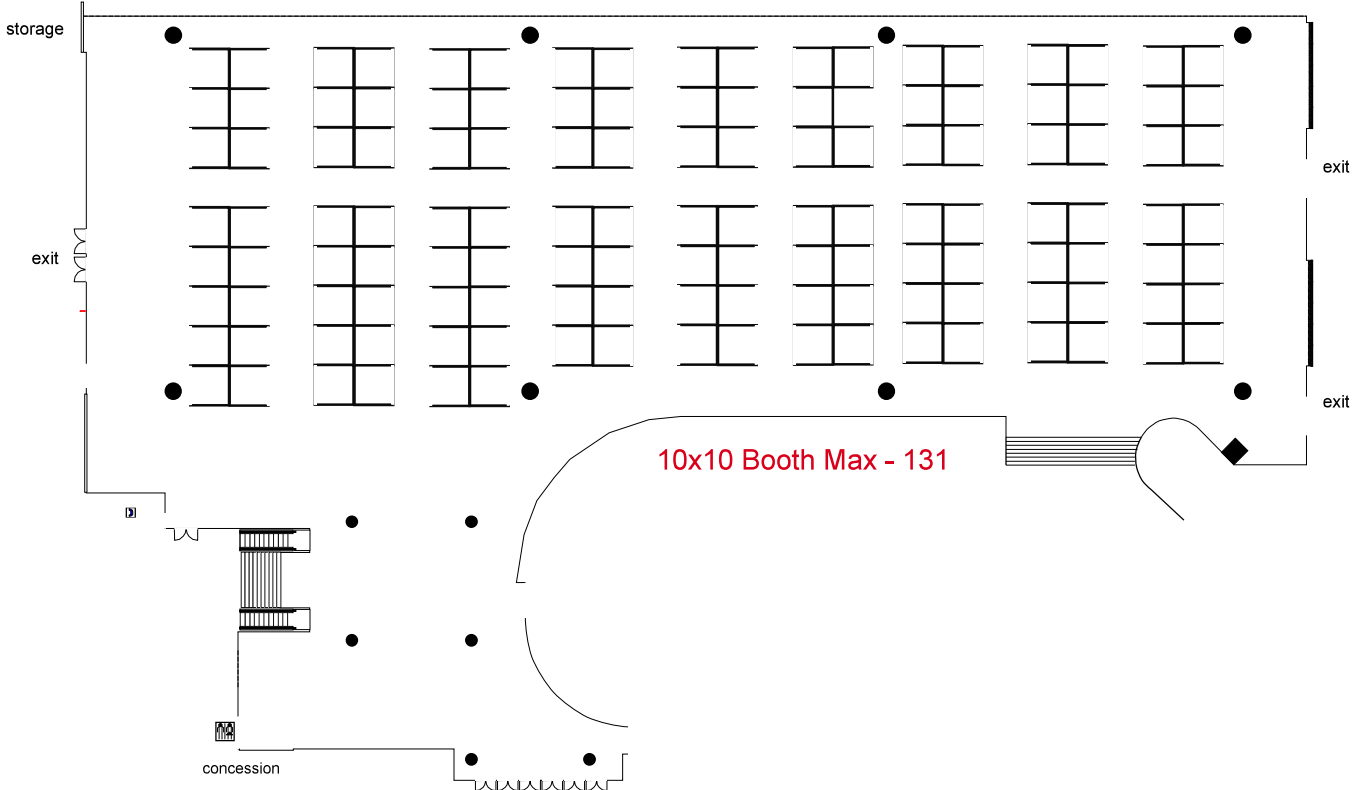 storage
exit
exit
exit
10x10 Booth Max - 131
concession